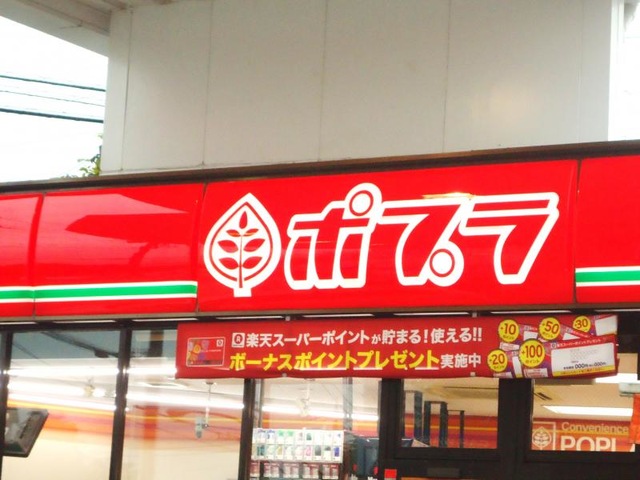 ポプラ
楽天スーパーポイントが貯まる！使える!!
ボーナスポイントプレゼント実施中
+10
+50
+30
+20
+100
Convenience
POPL